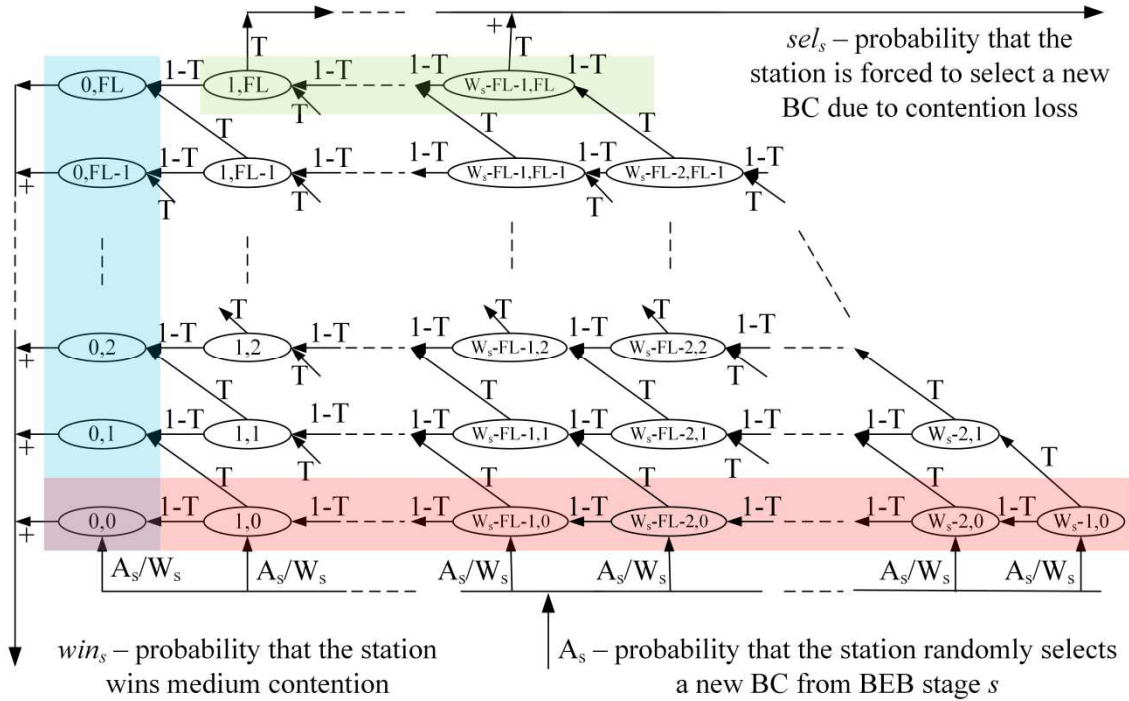 +
T T
sel_s – probability that the
station is forced to select a new
BC due to contention loss
0,FL 1-T 1,FL 1-T 1-T W_s-FL-1,FL 1-T
T T T T
0,FL-1 1-T 1,FL-1 1-T 1-T W_s-FL-1,FL-1 1-T W_s-FL-2,FL-1 1-T
+ T T T T
T T T
0,2 1-T 1,2 1-T 1-T W_s-FL-1,2 1-T W_s-FL-2,2 1-T
+ T T T T T
0,1 1-T 1,1 1-T 1-T W_s-FL-1,1 1-T W_s-FL-2,1 1-T W_s-2,1
+ T T T T T T
0,0 1-T 1,0 1-T 1-T W_s-FL-1,0 1-T W_s-FL-2,0 1-T 1-T W_s-2,0 1-T W_s-1,0
+
A_s/W_s A_s/W_s A_s/W_s A_s/W_s A_s/W_s A_s/W_s
win_s – probability that the station
wins medium contention
A_s – probability that the station randomly selects
a new BC from BEB stage s